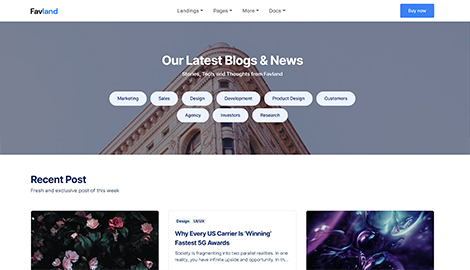 Favland
Landings Pages More Docs
Buy now
Our Latest Blogs & News
Stories, Tech, and Thoughts from Favland
Marketing Sales Design Development Product Design Customers
Agency Investors Research
Recent Post
Fresh and exclusive post of this week
Design UI/UX
Why Every US Carrier Is 'Winning'
Fastest 5G Awards
Society is fragmenting into two parallel realities. In one
reality, you have infinite upside and opportunity. In th...